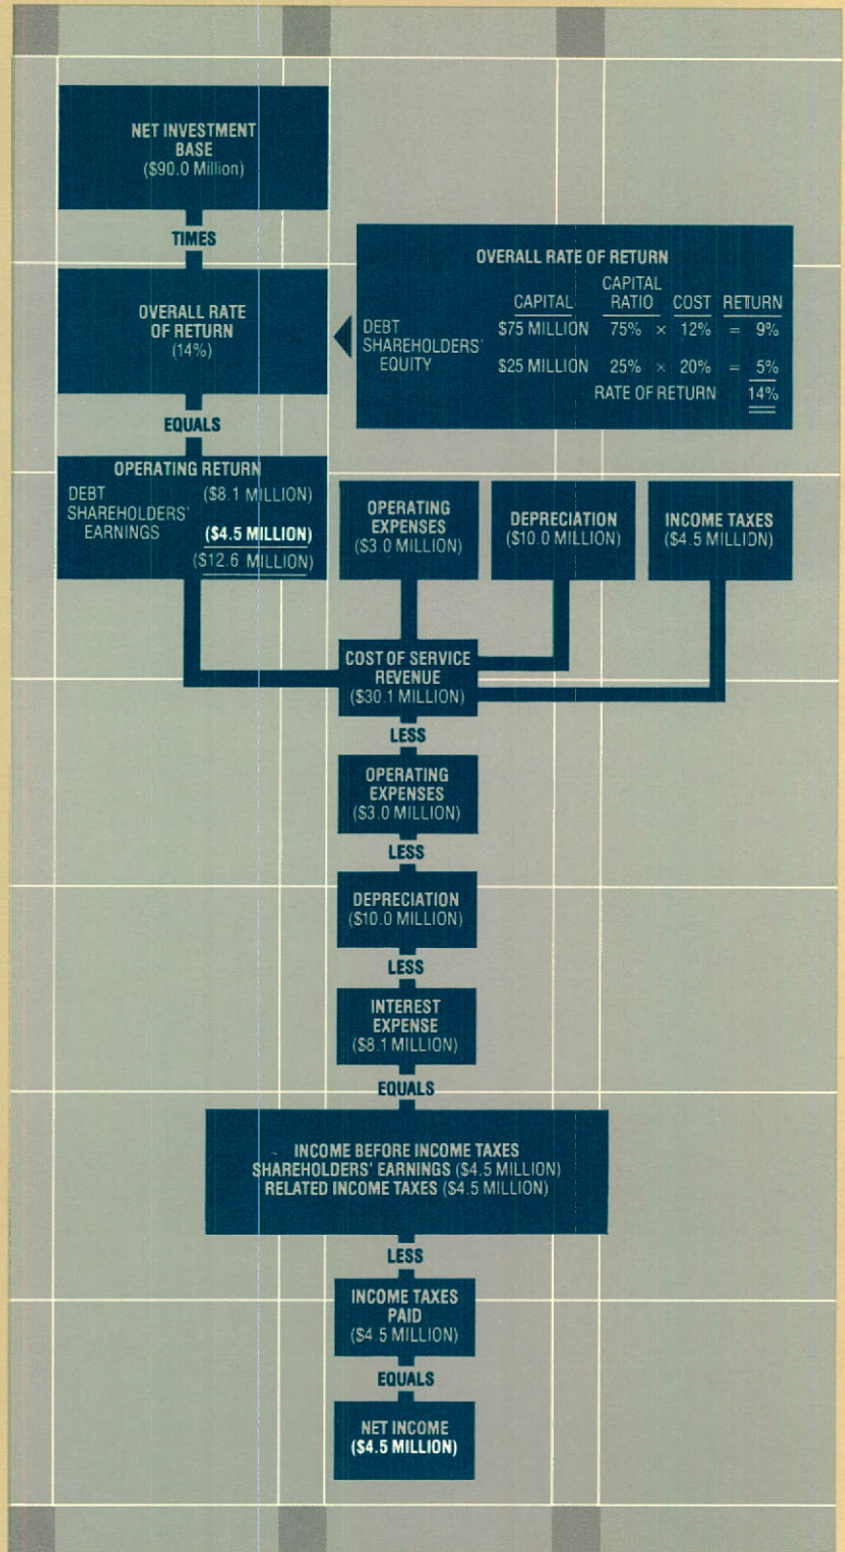 NET INVESTMENT
BASE
($90.0 Million)
TIMES
OVERALL RATE
OF RETURN
(14%)
OVERALL RATE OF RETURN
CAPITAL
CAPITAL RATIO COST RETURN
DEBT $75 MILLION 75% × 12% = 9%
SHAREHOLDERS'
EQUITY $25 MILLION 25% × 20% = 5%
RATE OF RETURN 14%
EQUALS
OPERATING RETURN
DEBT ($8.1 MILLION)
SHAREHOLDERS'
EARNINGS ($4.5 MILLION)
($12.6 MILLION)
OPERATING
EXPENSES
($3.0 MILLION)
DEPRECIATION
($10.0 MILLION)
INCOME TAXES
($4.5 MILLION)
COST OF SERVICE
REVENUE
($30.1 MILLION)
LESS
OPERATING
EXPENSES
($3.0 MILLION)
LESS
DEPRECIATION
($10.0 MILLION)
LESS
INTEREST
EXPENSE
($8.1 MILLION)
EQUALS
INCOME BEFORE INCOME TAXES
SHAREHOLDERS' EARNINGS ($4.5 MILLION)
RELATED INCOME TAXES ($4.5 MILLION)
LESS
INCOME TAXES
PAID
($4.5 MILLION)
EQUALS
NET INCOME
($4.5 MILLION)